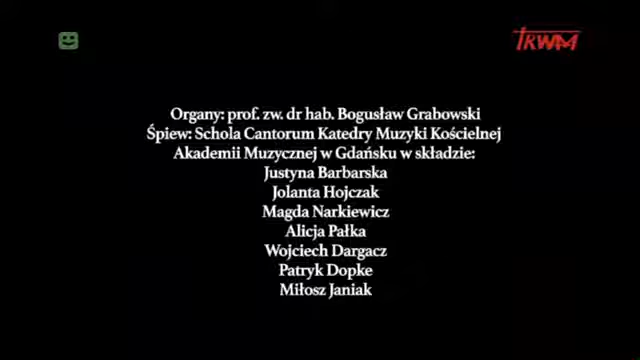 TRWAM
Organy: prof. zw. dr hab. Bogusław Grabowski
Śpiew: Schola Cantorum Katedry Muzyki Kościelnej
Akademii Muzycznej w Gdańsku w składzie:
Justyna Barbarska
Jolanta Hojczak
Magda Narkiewicz
Alicja Pałka
Wojciech Dargacz
Patryk Dopke
Miłosz Janiak